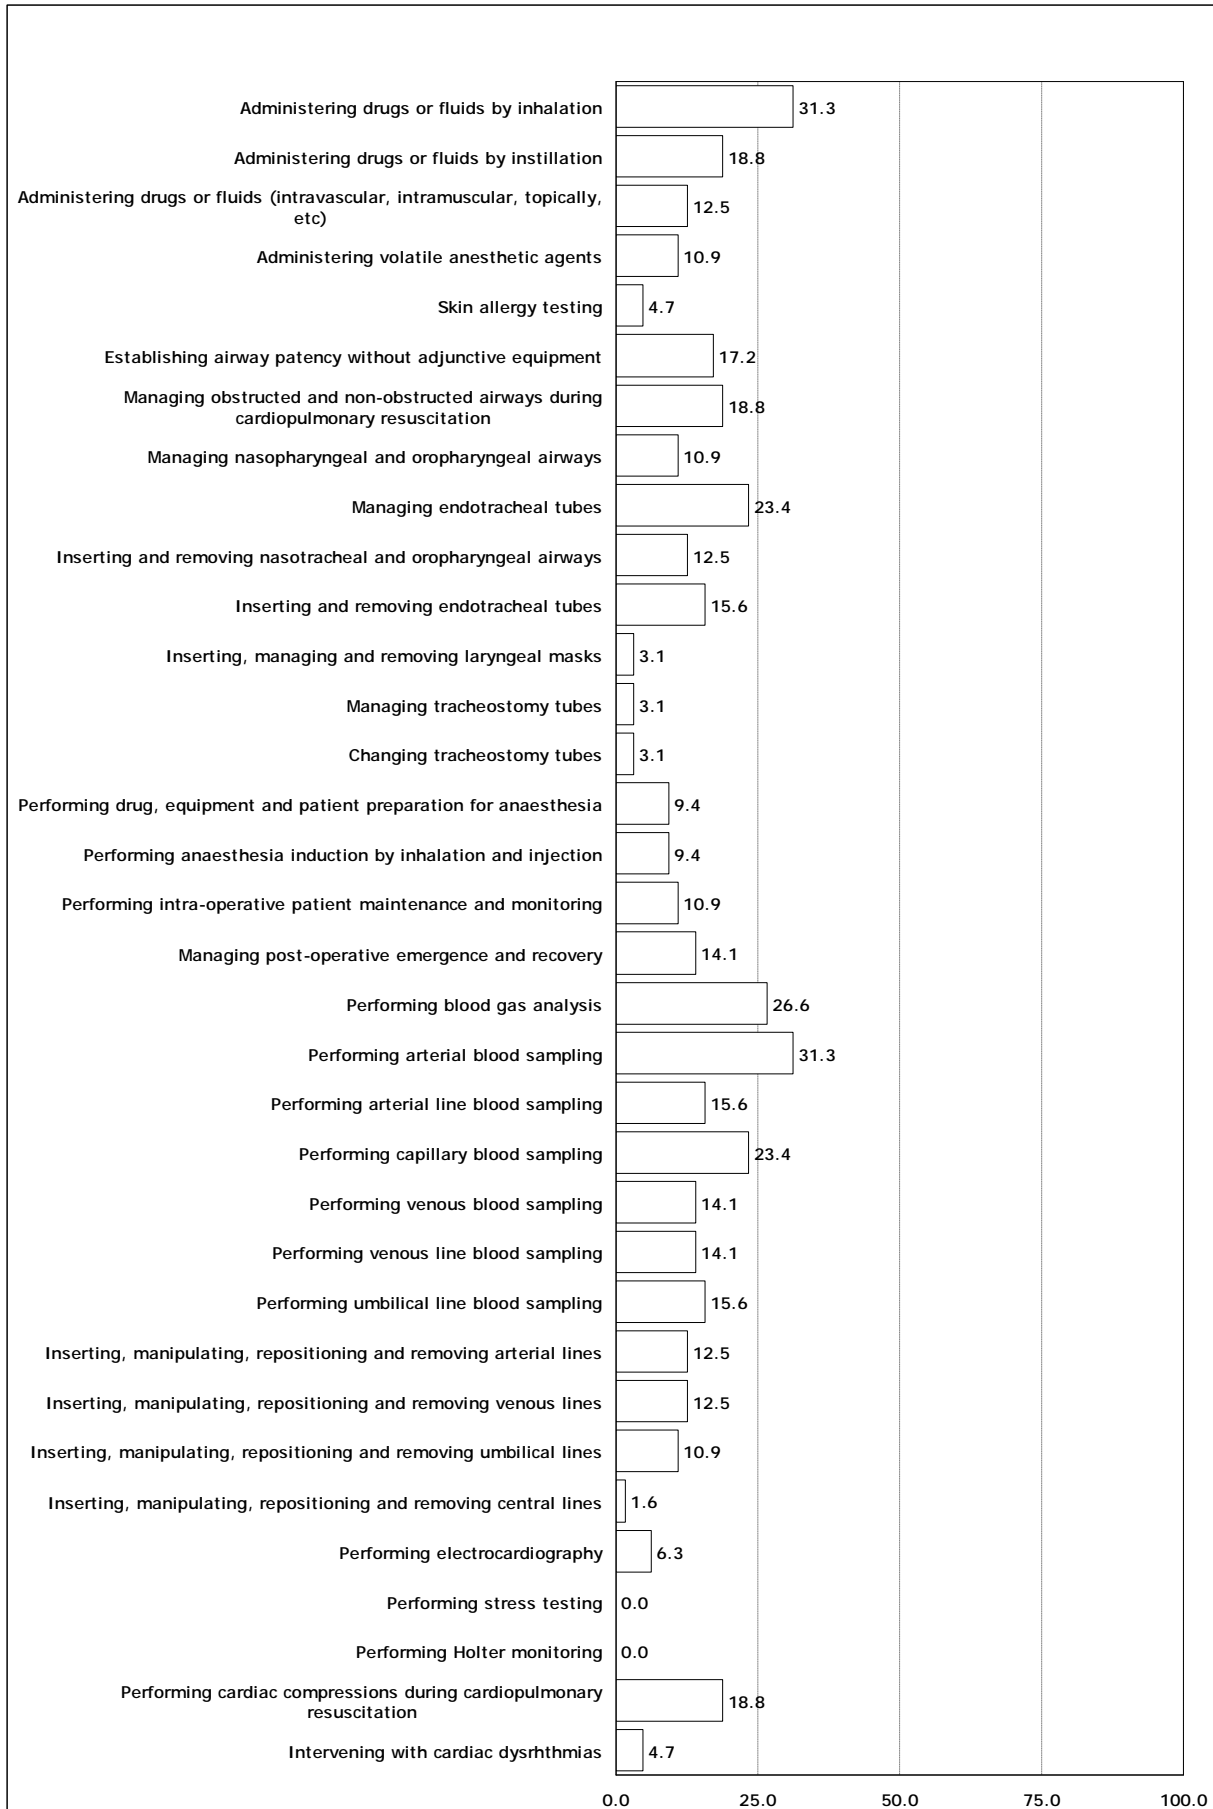 Administering drugs or fluids by inhalation 31.3
Administering drugs or fluids by instillation 18.8
Administering drugs or fluids (intravascular, intramuscular, topically,
etc) 12.5
Administering volatile anesthetic agents 10.9
Skin allergy testing 4.7
Establishing airway patency without adjunctive equipment 17.2
Managing obstructed and non-obstructed airways during
cardiopulmonary resuscitation 18.8
Managing nasopharyngeal and oropharyngeal airways 10.9
Managing endotracheal tubes 23.4
Inserting and removing nasotracheal and oropharyngeal airways 12.5
Inserting and removing endotracheal tubes 15.6
Inserting, managing and removing laryngeal masks 3.1
Managing tracheostomy tubes 3.1
Changing tracheostomy tubes 3.1
Performing drug, equipment and patient preparation for anaesthesia 9.4
Performing anaesthesia induction by inhalation and injection 9.4
Performing intra-operative patient maintenance and monitoring 10.9
Managing post-operative emergence and recovery 14.1
Performing blood gas analysis 26.6
Performing arterial blood sampling 31.3
Performing arterial line blood sampling 15.6
Performing capillary blood sampling 23.4
Performing venous blood sampling 14.1
Performing venous line blood sampling 14.1
Performing umbilical line blood sampling 15.6
Inserting, manipulating, repositioning and removing arterial lines 12.5
Inserting, manipulating, repositioning and removing venous lines 12.5
Inserting, manipulating, repositioning and removing umbilical lines 10.9
Inserting, manipulating, repositioning and removing central lines 1.6
Performing electrocardiography 6.3
Performing stress testing 0.0
Performing Holter monitoring 0.0
Performing cardiac compressions during cardiopulmonary
resuscitation 18.8
Intervening with cardiac dysrhthmias 4.7
0.0 25.0 50.0 75.0 100.0